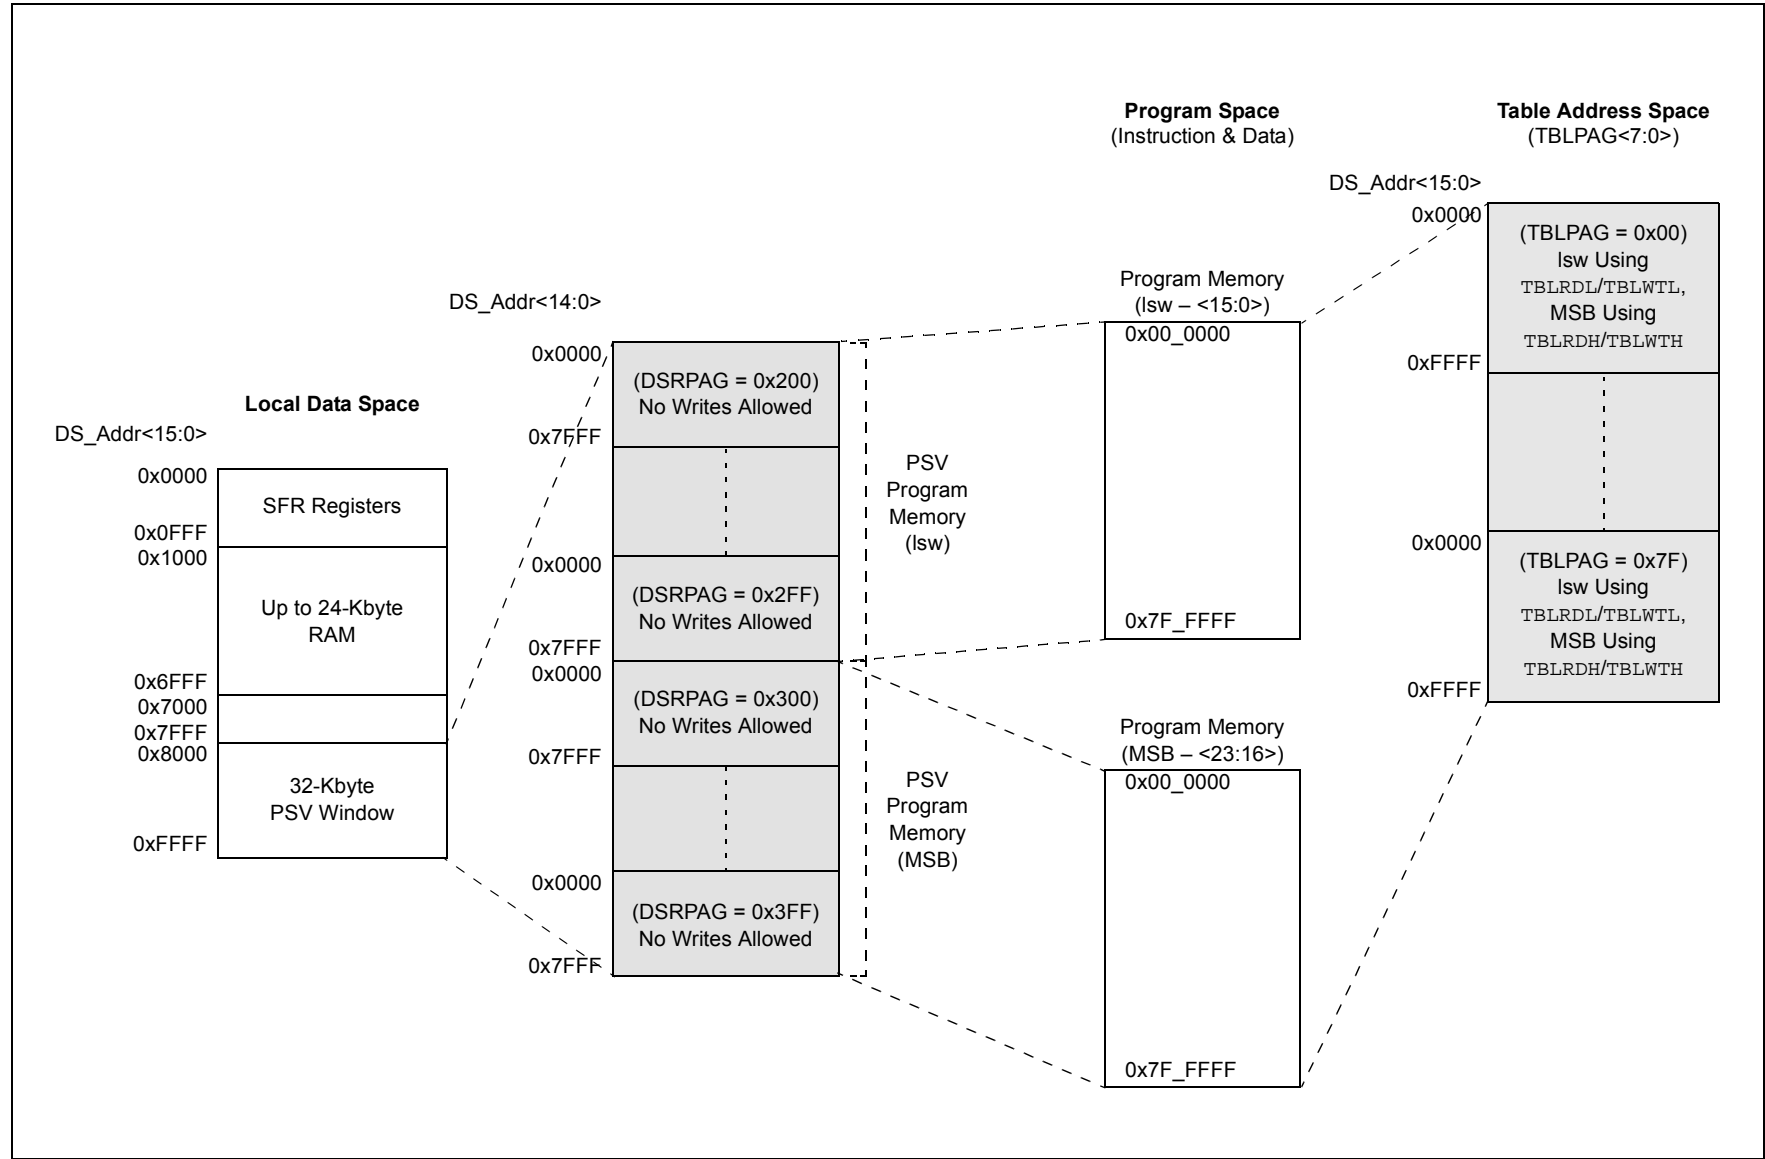 Local Data Space
DS_Addr<15:0>
0x0000
SFR Registers
0x0FFF
0x1000
Up to 24-Kbyte
RAM
0x6FFF
0x7000
0x7FFF
0x8000
32-Kbyte
PSV Window
0xFFFF
DS_Addr<14:0>
0x0000
(DSRPAG = 0x200)
No Writes Allowed
0x7FFF
0x0000
(DSRPAG = 0x2FF)
No Writes Allowed
0x7FFF
0x0000
(DSRPAG = 0x300)
No Writes Allowed
0x7FFF
0x0000
(DSRPAG = 0x3FF)
No Writes Allowed
0x7FFF
PSV
Program
Memory
(lsw)
PSV
Program
Memory
(MSB)
Program Space
(Instruction & Data)
Program Memory
(lsw – <15:0>)
0x00_0000
0x7F_FFFF
Program Memory
(MSB – <23:16>)
0x00_0000
0x7F_FFFF
Table Address Space
(TBLPAG<7:0>)
DS_Addr<15:0>
0x0000
(TBLPAG = 0x00)
lsw Using
TBLRDL/TBLWTL,
MSB Using
TBLRDH/TBLWTH
0xFFFF
0x0000
(TBLPAG = 0x7F)
lsw Using
TBLRDL/TBLWTL,
MSB Using
TBLRDH/TBLWTH
0xFFFF